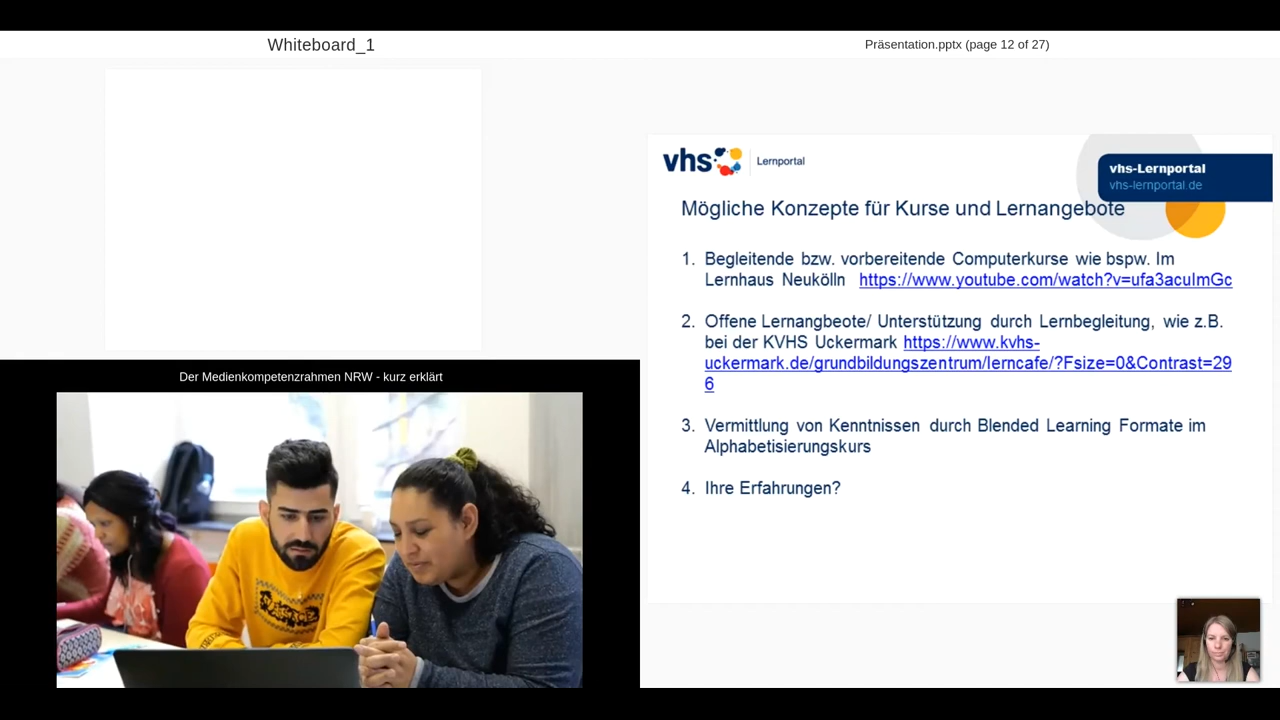 Whiteboard_1
Präsentation.pptx (page 12 of 27)
vhs
Lernportal
vhs-Lernportal
vhs-lernportal.de
Mögliche Konzepte für Kurse und Lernangebote
1. Begleitende bzw. vorbereitende Computerkurse wie bspw. Im
Lernhaus Neukölln https://www.youtube.com/watch?v=ufa3acuImGc
2. Offene Lernangbeote/ Unterstützung durch Lernbegleitung, wie z.B.
bei der KVHS Uckermark https://www.kvhs-
uckermark.de/grundbildungszentrum/lerncafe/?Fsize=0&Contrast=29
6
3. Vermittlung von Kenntnissen durch Blended Learning Formate im
Alphabetisierungskurs
4. Ihre Erfahrungen?
Der Medienkompetenzrahmen NRW - kurz erklärt